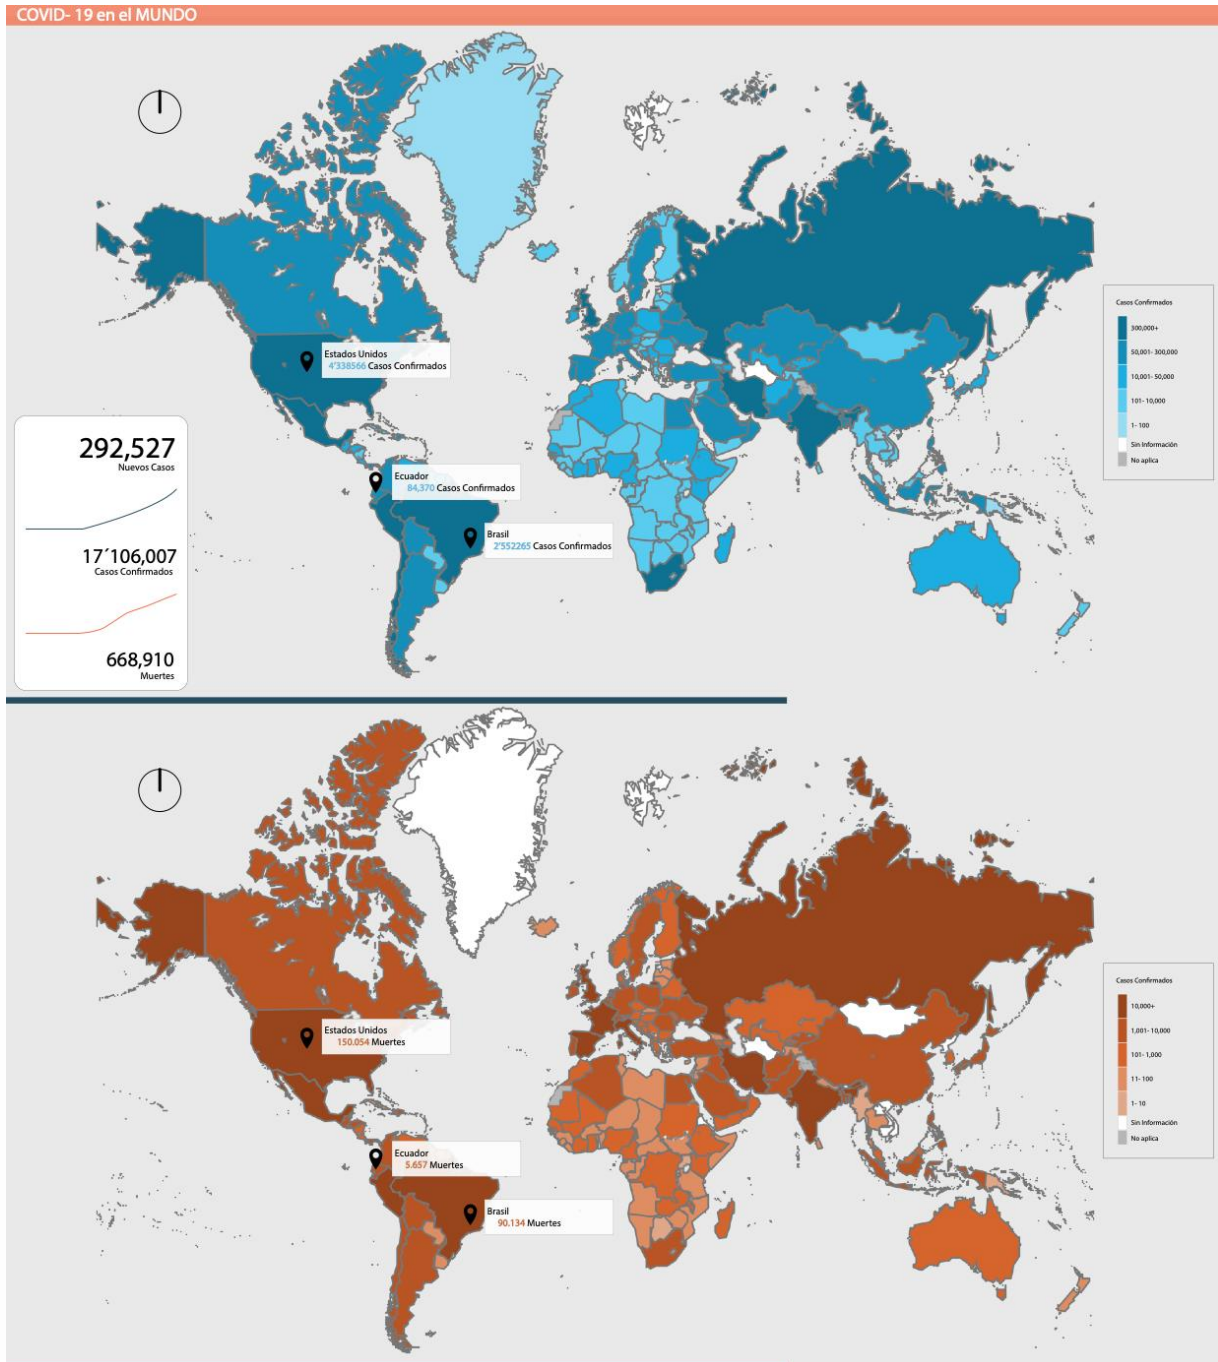 COVID- 19 en el MUNDO
Estados Unidos
4'338566 Casos Confirmados
Ecuador
84,370 Casos Confirmados
Brasil
2'552265 Casos Confirmados
292,527
Nuevos Casos
17´106,007
Casos Confirmados
668,910
Muertes
Casos Confirmados
300,000+
50,001- 300,000
10,001- 50,000
101- 10,000
1- 100
Sin Información
No aplica
Estados Unidos
150.054 Muertes
Ecuador
5.657 Muertes
Brasil
90.134 Muertes
Casos Confirmados
10,000+
1,001- 10,000
101- 1,000
11- 100
1- 10
Sin Información
No aplica